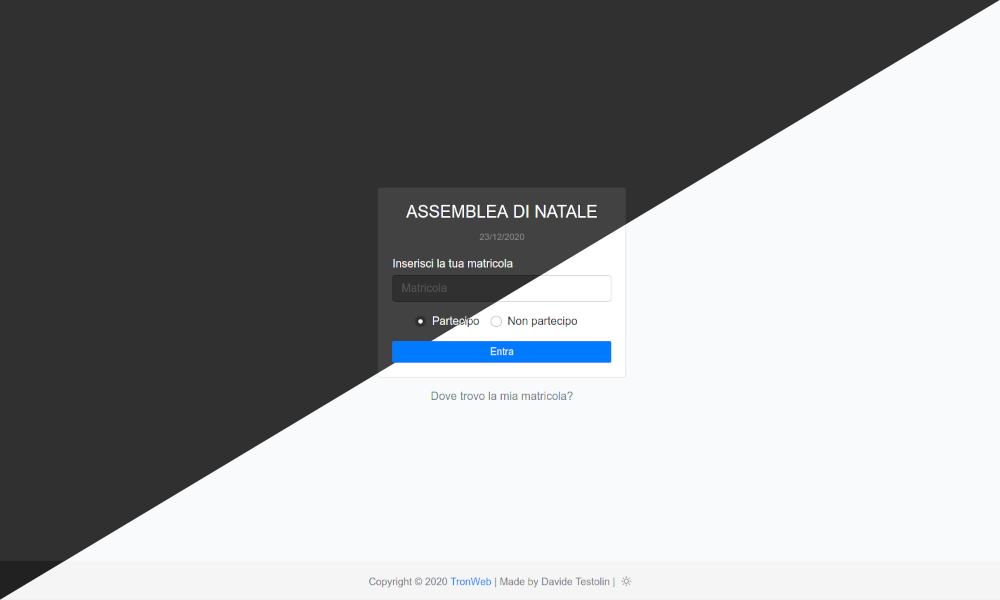 ASSEMBLEA DI NATALE
23/12/2020
Inserisci la tua matricola
Matricola
Partecipo Non partecipo
Entra
Dove trovo la mia matricola?
Copyright © 2020 TronWeb | Made by Davide Testolin |